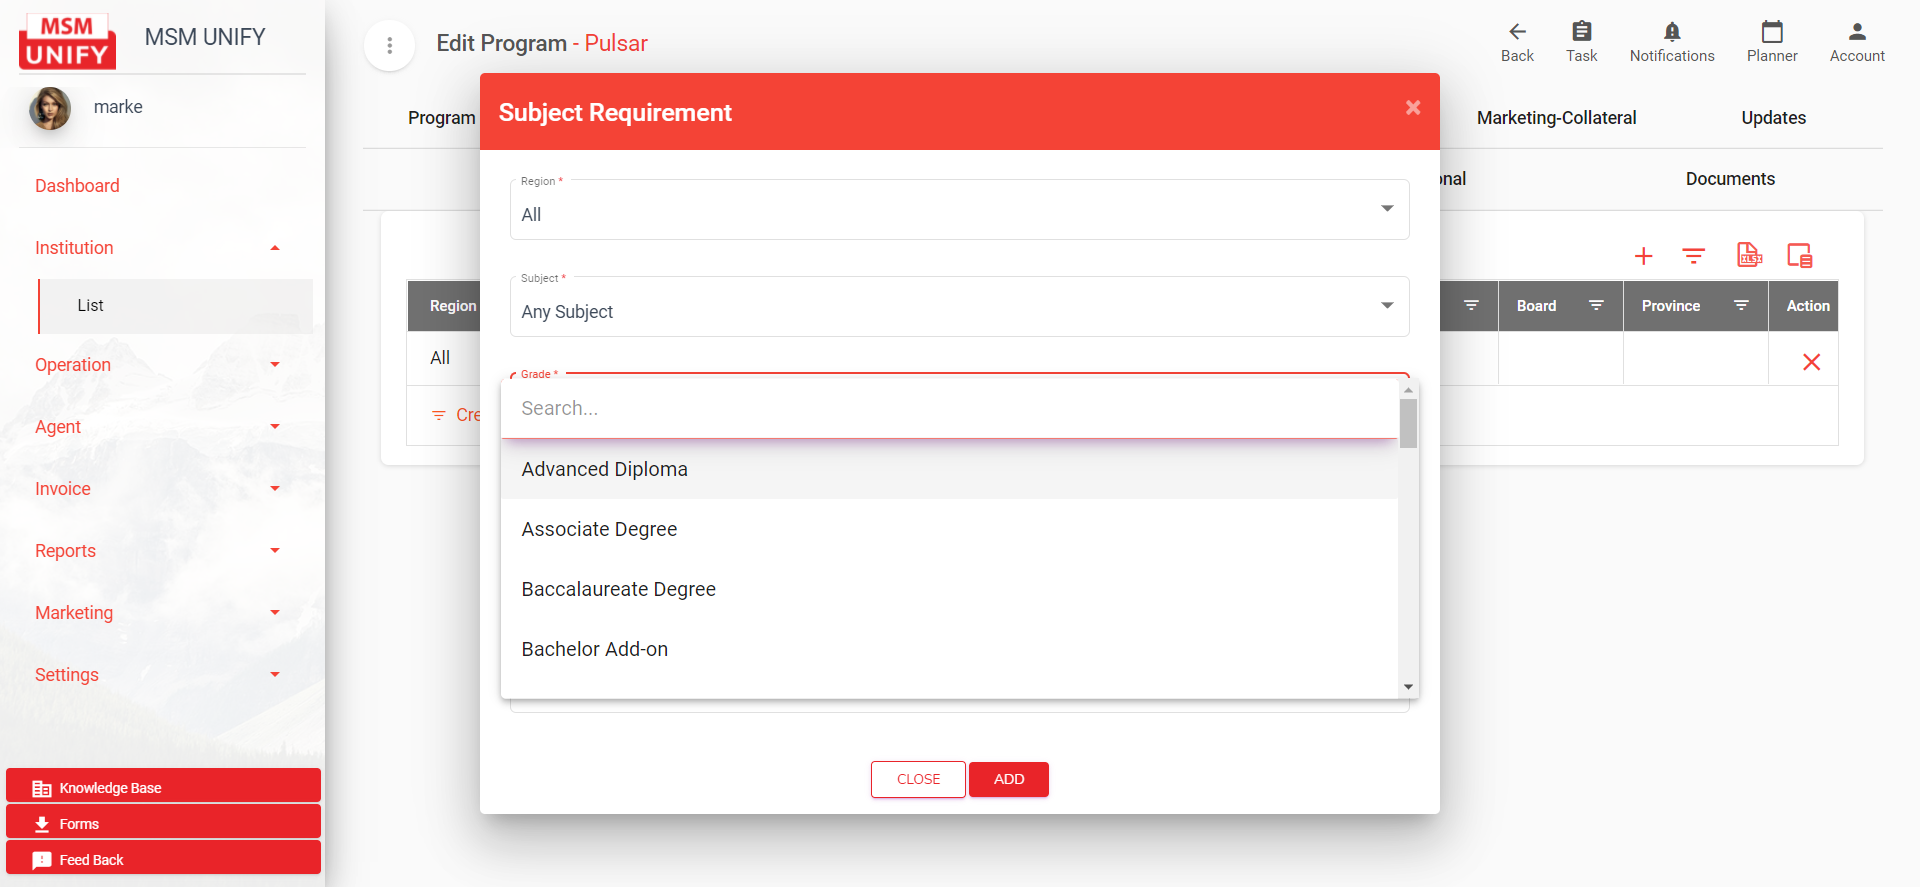 MSM
UNIFY
MSM UNIFY
marke
Dashboard
Institution
List
Operation
Agent
Invoice
Reports
Marketing
Settings
Knowledge Base
Forms
Feed Back
Edit Program - Pulsar
Back
Task
Notifications
Planner
Account
Program
Marketing-Collateral
Updates
onal
Documents
XLSX
Region
Board
Province
Action
All
Cre
Subject Requirement
×
Region *
All
Subject *
Any Subject
Grade *
Search...
Advanced Diploma
Associate Degree
Baccalaureate Degree
Bachelor Add-on
CLOSE
ADD